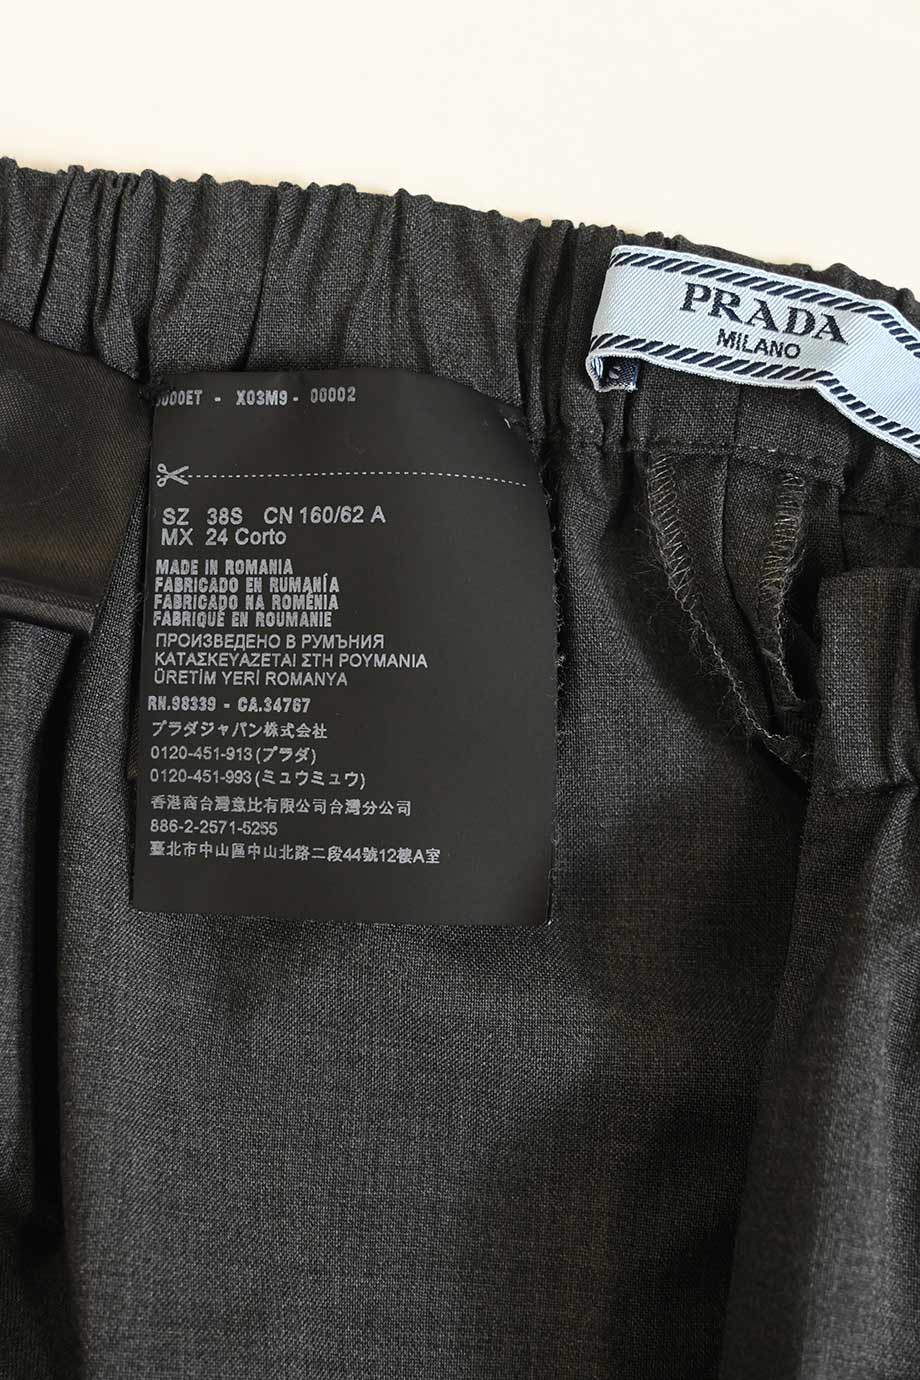 PRADA
MILANO
S
000ET - X03M9 - 00002
SZ 38S CN 160/62 A
MX 24 Corto
MADE IN ROMANIA
FABRICADO EN RUMANÍA
FABRICADO NA ROMÉNIA
FABRIQUE EN ROUMANIE
ПРОИЗВЕДЕНО В РУМЪНИЯ
ΚΑΤΑΣΚΕΥΑΖΕΤΑΙ ΣΤΗ ΡΟΥΜΑΝΙΑ
ÜRETİM YERİ ROMANYA
RN.98339 - CA.34767
プラダジャパン株式会社
0120-451-913(プラダ)
0120-451-993(ミュウミュウ)
香港商台灣意比有限公司台灣分公司
886-2-2571-5255
臺北市中山區中山北路二段44號12樓A室